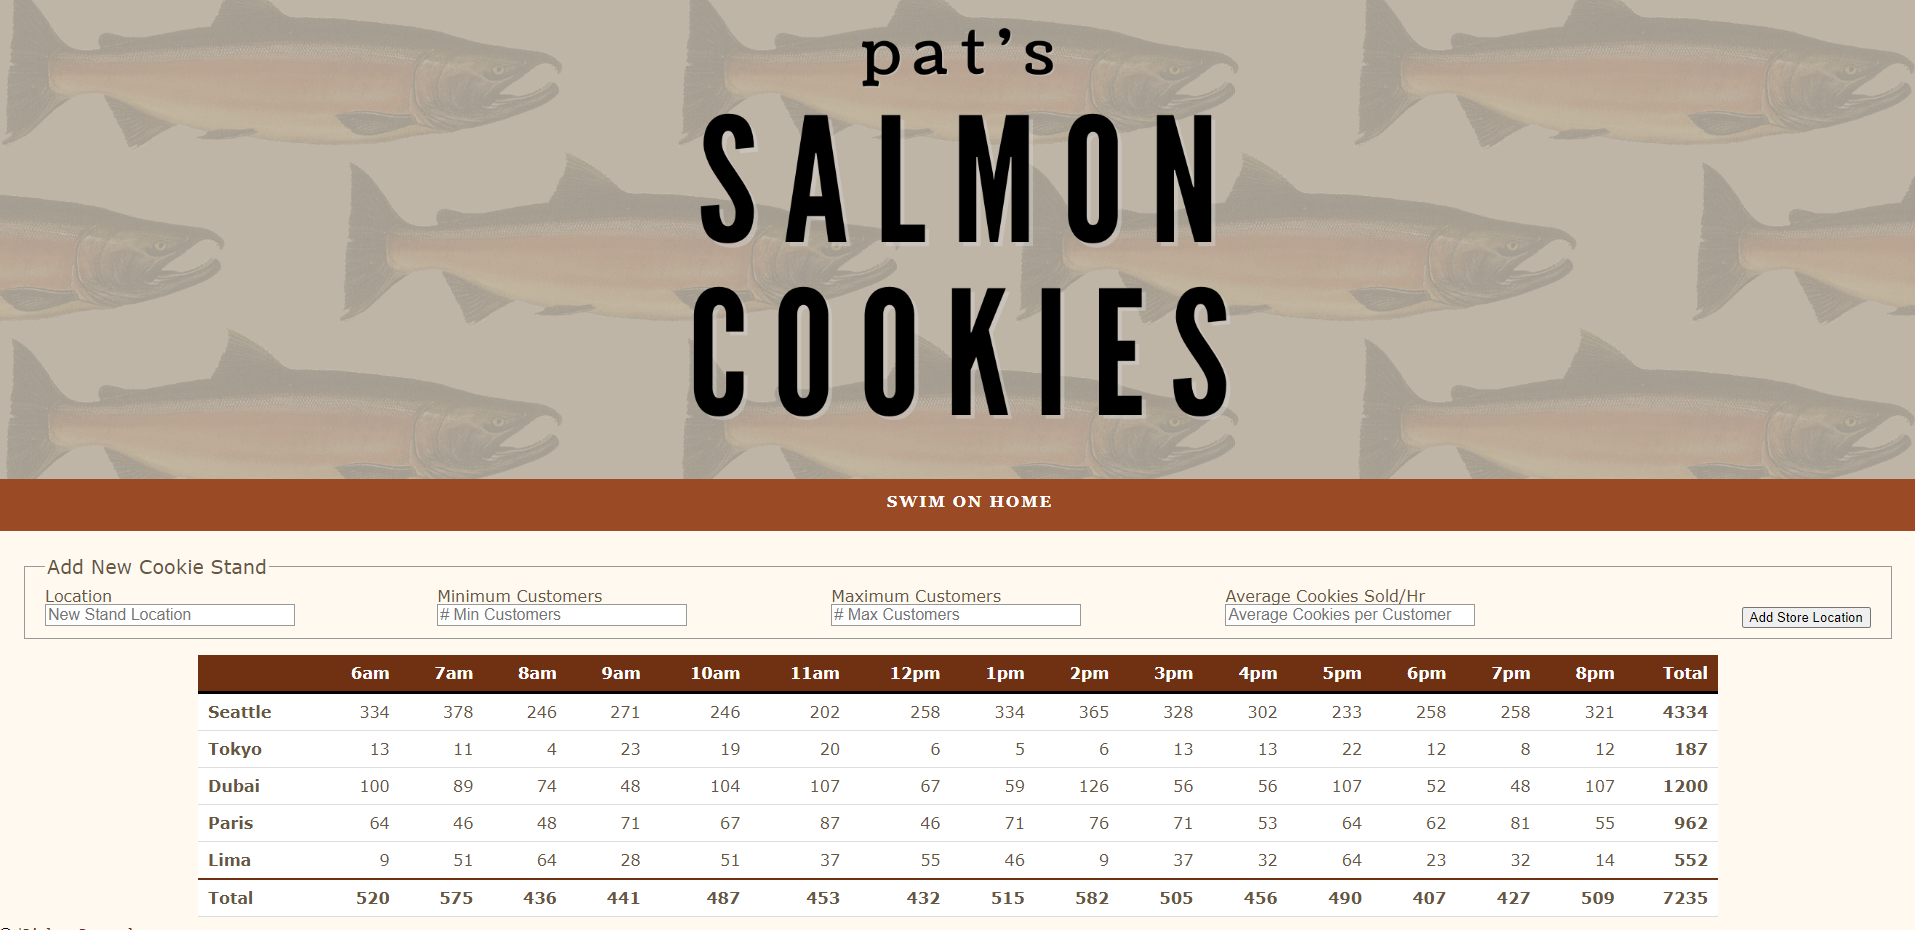 pat's
SALMON
COOKIES
SWIM ON HOME
Add New Cookie Stand
Location Minimum Customers Maximum Customers Average Cookies Sold/Hr
New Stand Location # Min Customers # Max Customers Average Cookies per Customer Add Store Location
6am 7am 8am 9am 10am 11am 12pm 1pm 2pm 3pm 4pm 5pm 6pm 7pm 8pm Total
Seattle 334 378 246 271 246 202 258 334 365 328 302 233 258 258 321 4334
Tokyo 13 11 4 23 19 20 6 5 6 13 13 22 12 8 12 187
Dubai 100 89 74 48 104 107 67 59 126 56 56 107 52 48 107 1200
Paris 64 46 48 71 67 87 46 71 76 71 53 64 62 81 55 962
Lima 9 51 64 28 51 37 55 46 9 37 32 64 23 32 14 552
Total 520 575 436 441 487 453 432 515 582 505 456 490 407 427 509 7235